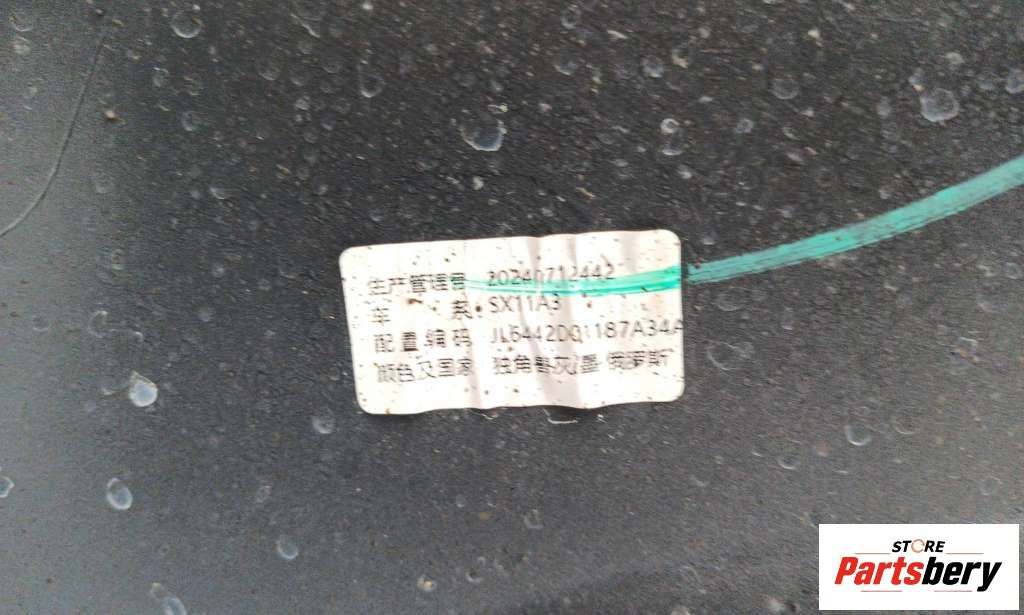 生产管理号 20240712442
车 系 SX11A3
配置编码 JL6442D01187A34A
颜色及国家 独角兽灰/墨 俄罗斯
STORE
Partsbery